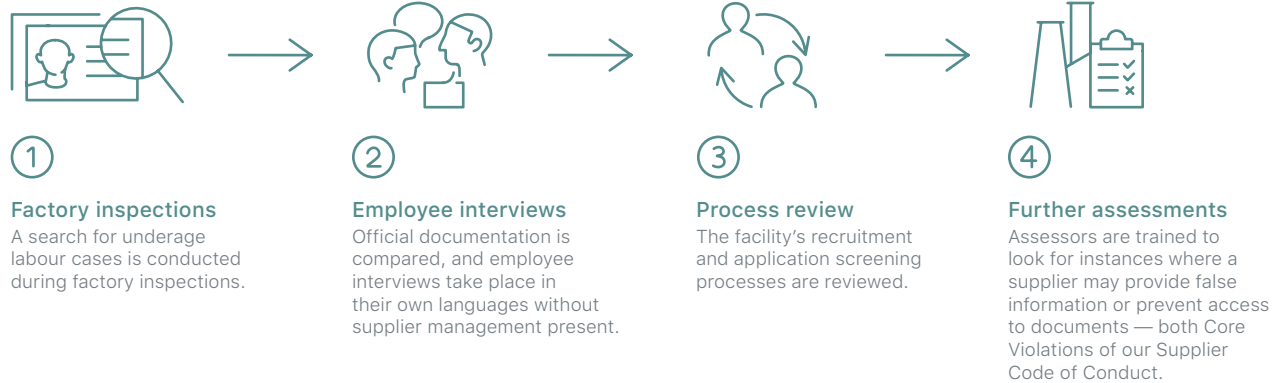 1
Factory inspections
A search for underage
labour cases is conducted
during factory inspections.
2
Employee interviews
Official documentation is
compared, and employee
interviews take place in
their own languages without
supplier management present.
3
Process review
The facility’s recruitment
and application screening
processes are reviewed.
4
Further assessments
Assessors are trained to
look for instances where a
supplier may provide false
information or prevent access
to documents — both Core
Violations of our Supplier
Code of Conduct.